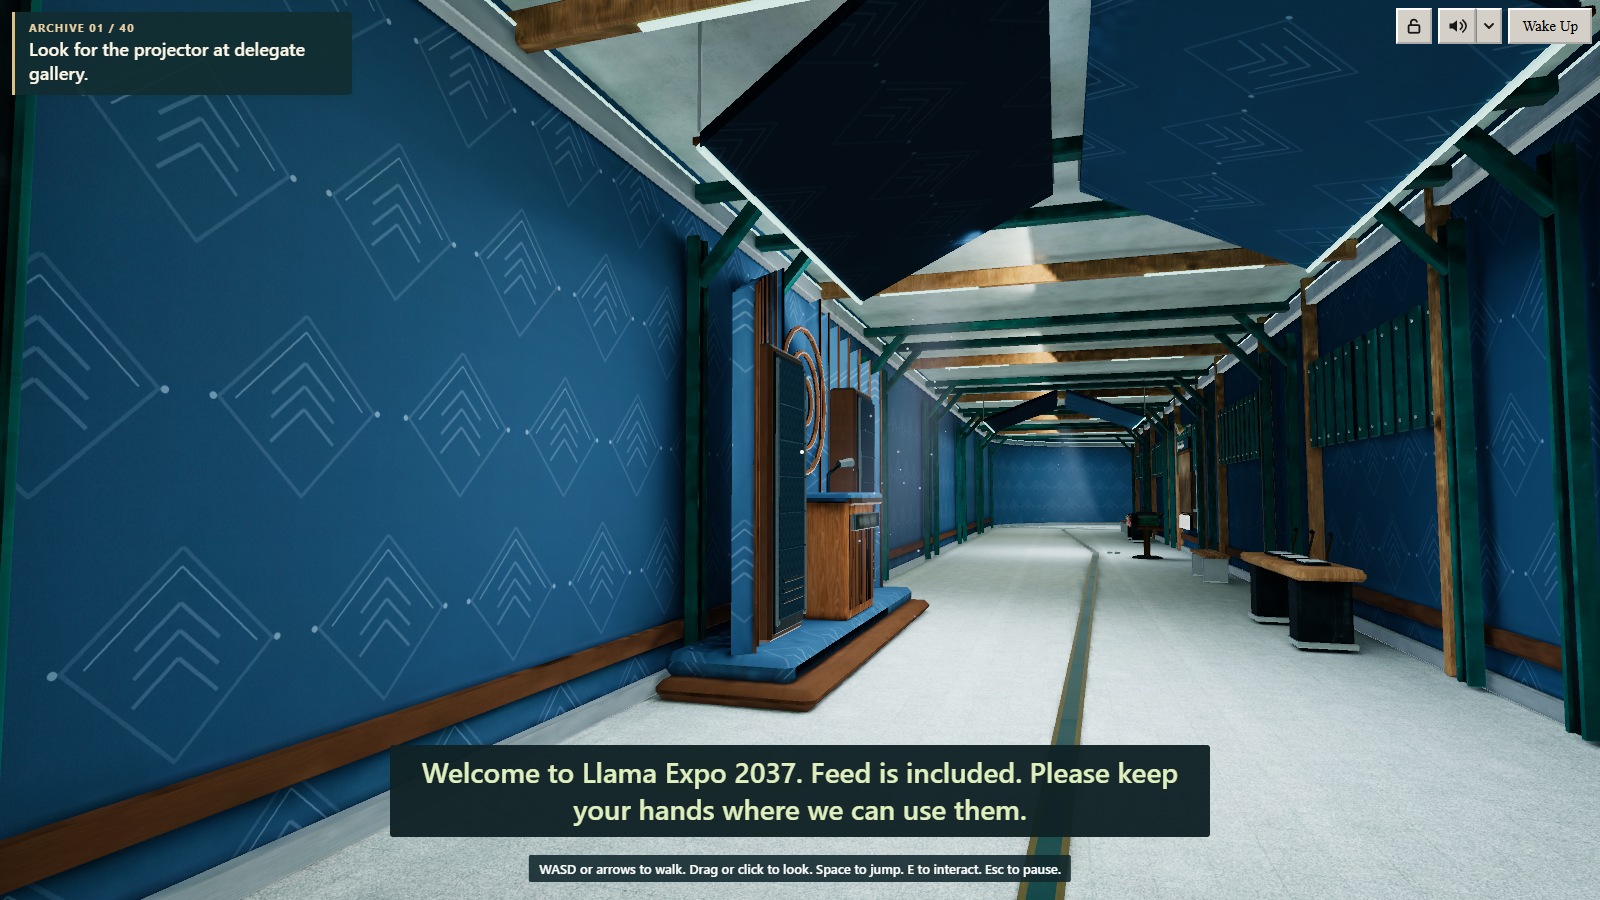 ARCHIVE 01 / 40
Look for the projector at delegate
gallery.
Wake Up
Welcome to Llama Expo 2037. Feed is included. Please keep
your hands where we can use them.
WASD or arrows to walk. Drag or click to look. Space to jump. E to interact. Esc to pause.